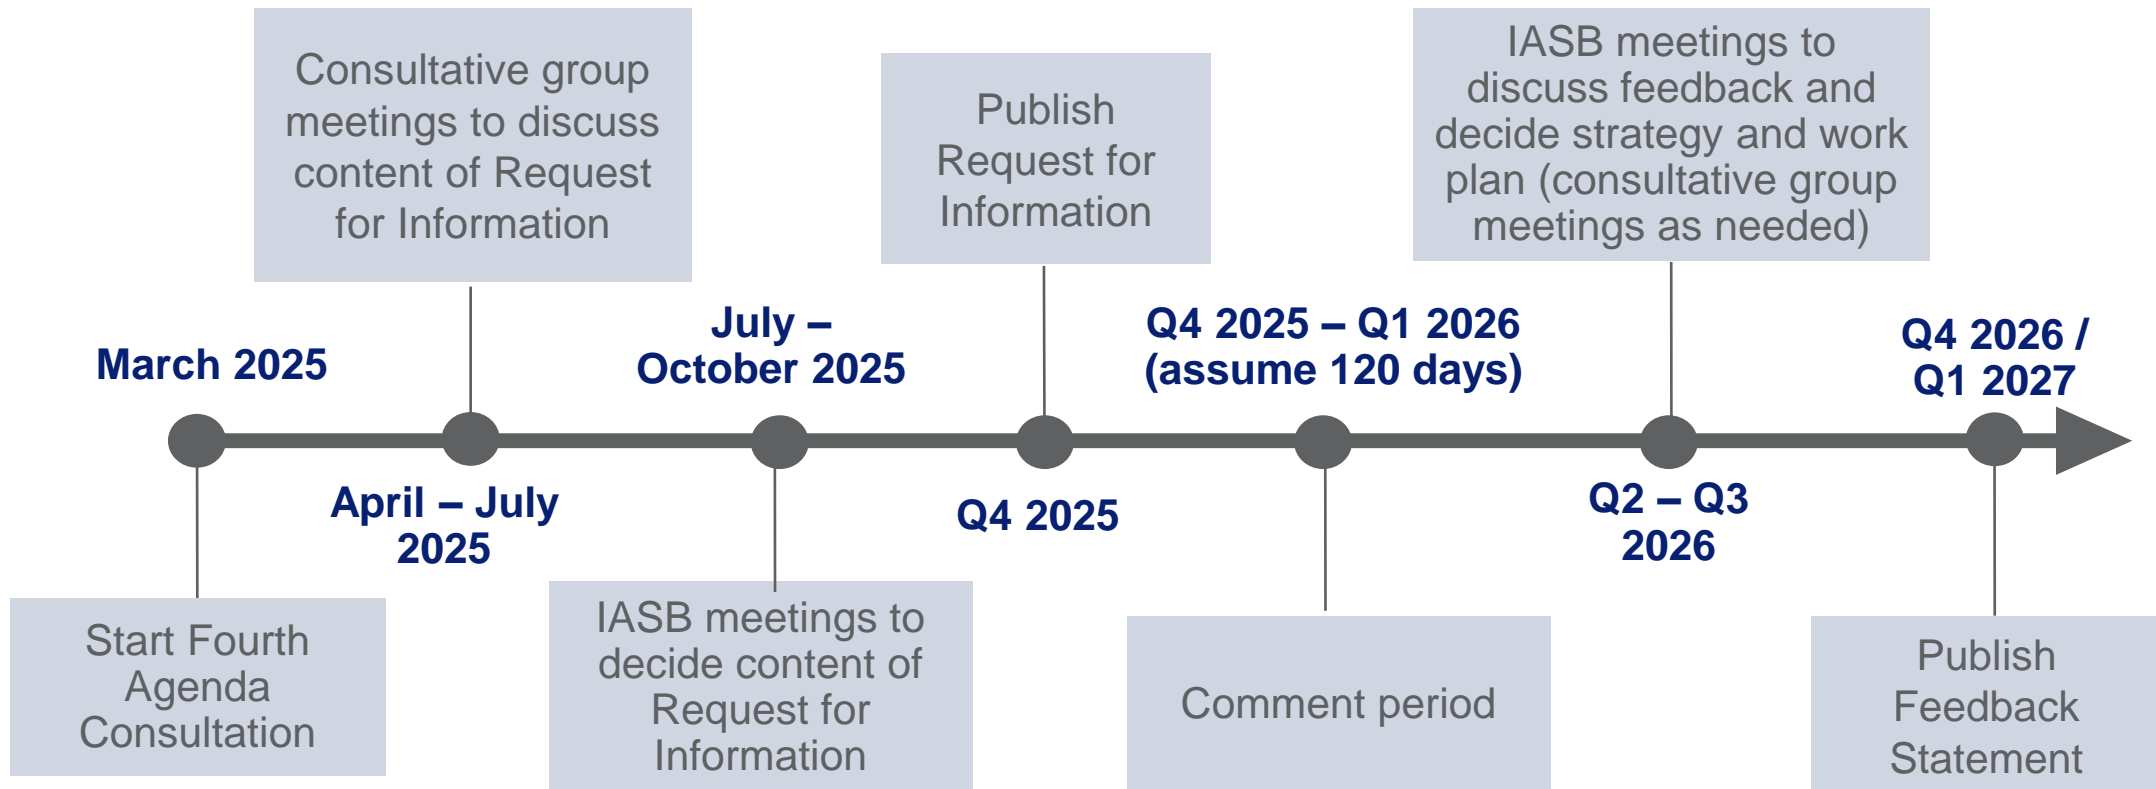 Consultative group
meetings to discuss
content of Request
for Information
Publish
Request for
Information
IASB meetings to
discuss feedback and
decide strategy and work
plan (consultative group
meetings as needed)
March 2025
July –
October 2025
Q4 2025 – Q1 2026
(assume 120 days)
Q4 2026 /
Q1 2027
April – July
2025
Q4 2025
Q2 – Q3
2026
Start Fourth
Agenda
Consultation
IASB meetings to
decide content of
Request for
Information
Comment period
Publish
Feedback
Statement